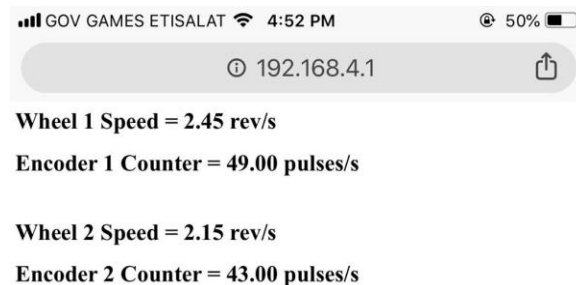 GOV GAMES ETISALAT 4:52 PM 50%
192.168.4.1
Wheel 1 Speed = 2.45 rev/s
Encoder 1 Counter = 49.00 pulses/s
Wheel 2 Speed = 2.15 rev/s
Encoder 2 Counter = 43.00 pulses/s